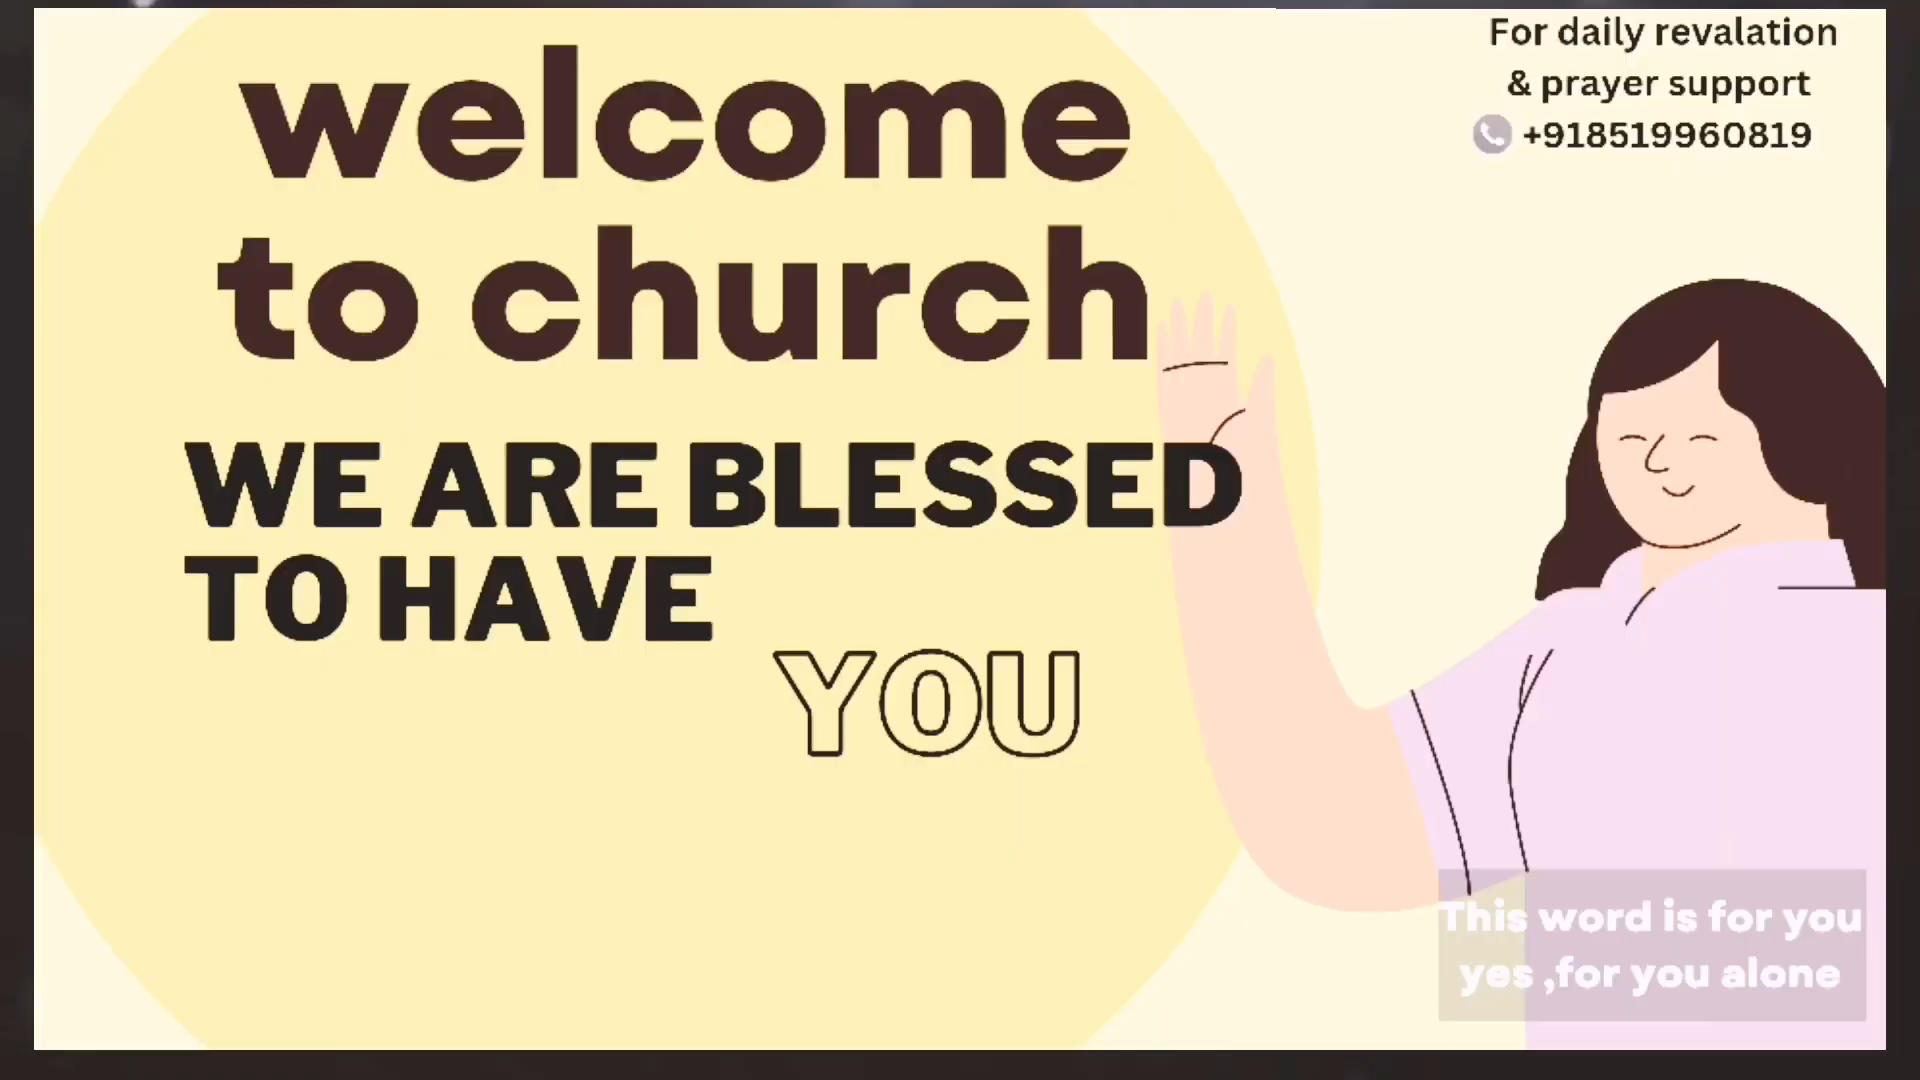 welcome
to church
WE ARE BLESSED
TO HAVE
YOU
For daily revalation
& prayer support
+918519960819
This word is for you
yes ,for you alone